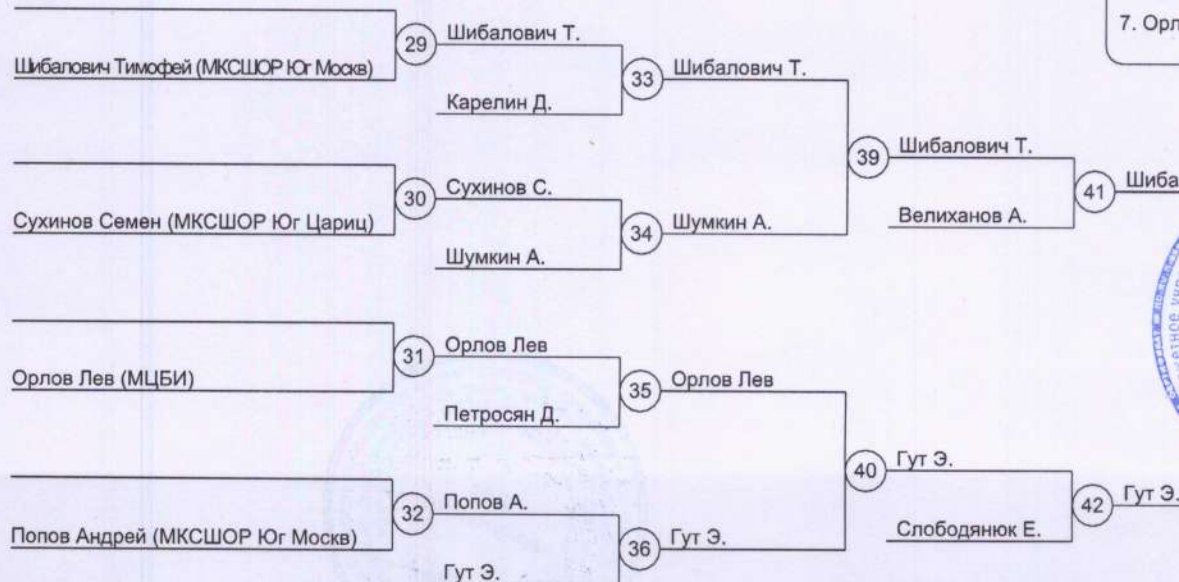 7. Орл
29
Шибалович Т.
Шибалович Тимофей (МКСШОР Юг Москв)
33
Шибалович Т.
Карелин Д.
39
Шибалович Т.
30
Сухинов С.
41
Шиба
Сухинов Семен (МКСШОР Юг Цариц)
34
Шумкин А.
Велиханов А.
Шумкин А.
31
Орлов Лев
Орлов Лев (МЦБИ)
35
Орлов Лев
Петросян Д.
40
Гут Э.
32
Попов А.
42
Гут Э.
Попов Андрей (МКСШОР Юг Москв)
36
Гут Э.
Слободянюк Е.
Гут Э.